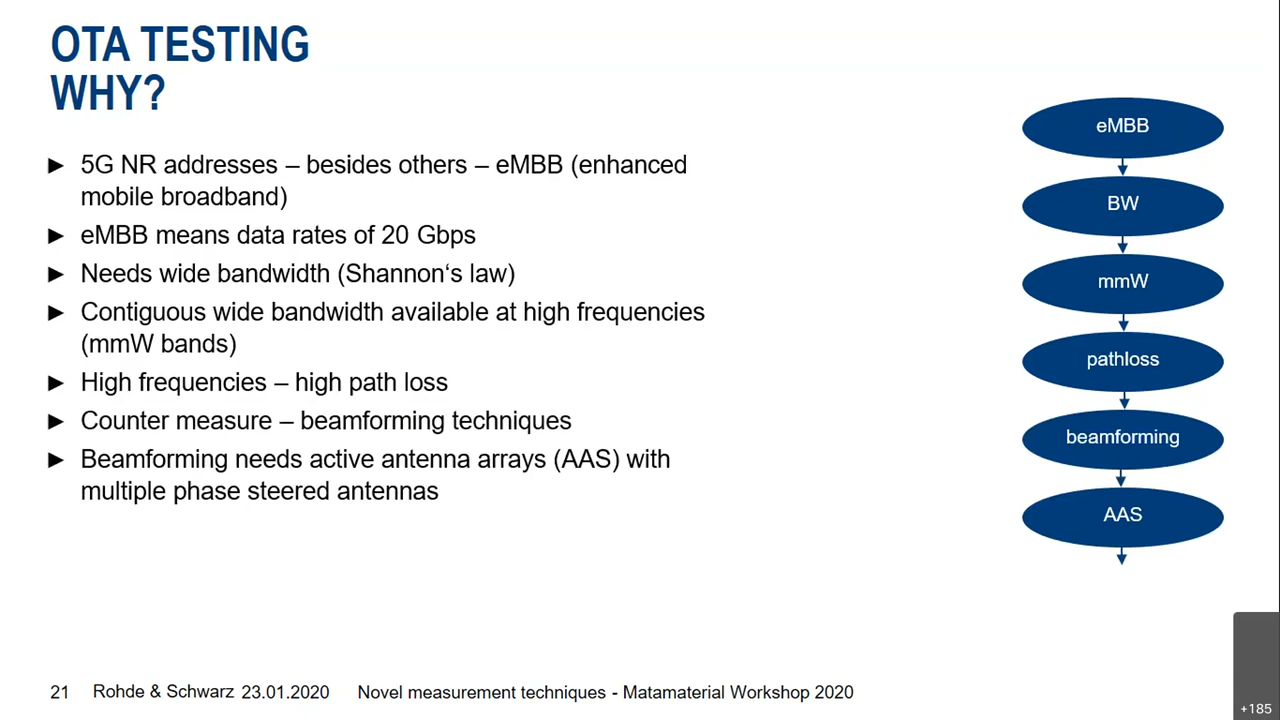 OTA TESTING
WHY?
► 5G NR addresses – besides others – eMBB (enhanced
mobile broadband)
► eMBB means data rates of 20 Gbps
► Needs wide bandwidth (Shannon‘s law)
► Contiguous wide bandwidth available at high frequencies
(mmW bands)
► High frequencies – high path loss
► Counter measure – beamforming techniques
► Beamforming needs active antenna arrays (AAS) with
multiple phase steered antennas
eMBB
BW
mmW
pathloss
beamforming
AAS
21 Rohde & Schwarz 23.01.2020 Novel measurement techniques - Matamaterial Workshop 2020
+185